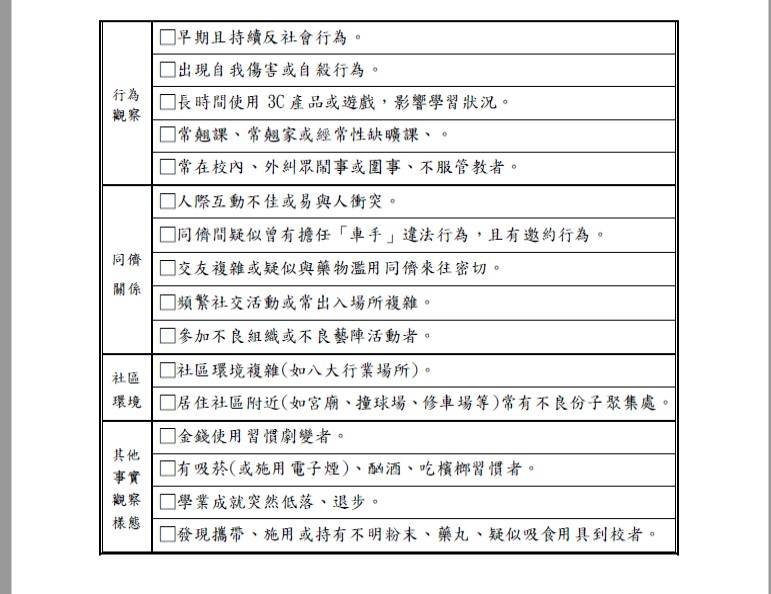 行為
觀察
□早期且持續反社會行為。
□出現自我傷害或自殺行為。
□長時間使用 3C 產品或遊戲，影響學習狀況。
□常翹課、常翹家或經常性缺曠課、。
□常在校內、外糾眾鬧事或圍事、不服管教者。
同儕
關係
□人際互動不佳或易與人衝突。
□同儕間疑似曾有擔任「車手」違法行為，且有邀約行為。
□交友複雜或疑似與藥物濫用同儕來往密切。
□頻繁社交活動或常出入場所複雜。
□參加不良組織或不良藝陣活動者。
社區
環境
□社區環境複雜(如八大行業場所)。
□居住社區附近(如宮廟、撞球場、修車場等)常有不良份子聚集處。
其他
事實
觀察
樣態
□金錢使用習慣劇變者。
□有吸菸(或施用電子煙)、酗酒、吃檳榔習慣者。
□學業成就突然低落、退步。
□發現攜帶、施用或持有不明粉末、藥丸、疑似吸食用具到校者。